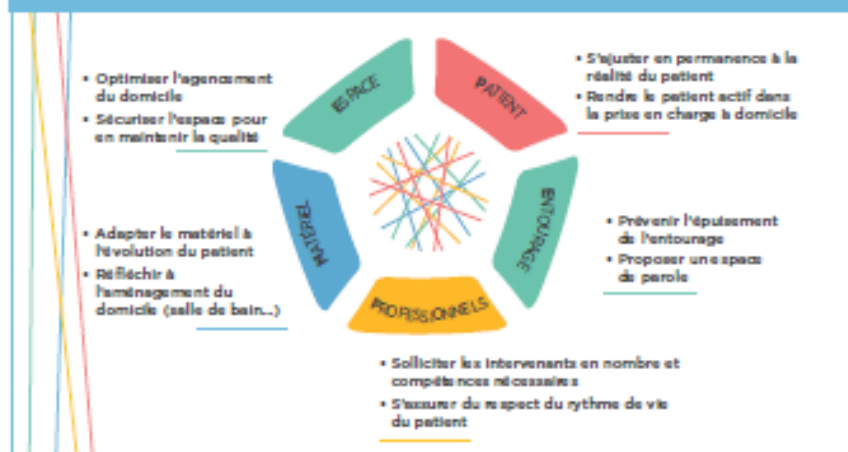 ESPACE
• Optimiser l'agencement
du domicile
• Sécuriser l'espace pour
en maintenir la qualité
PATIENT
• S'ajuster en permanence à la
réalité du patient
• Rendre le patient actif dans
la prise en charge à domicile
MATÉRIEL
• Adapter le matériel à
l'évolution du patient
• Réfléchir à
l'aménagement du
domicile (salle de bain...)
ENTOURAGE
• Prévenir l'épuisement
de l'entourage
• Proposer un espace
de parole
PROFESSIONNELS
• Solliciter les intervenants en nombre et
compétences nécessaires
• S'assurer du respect du rythme de vie
du patient